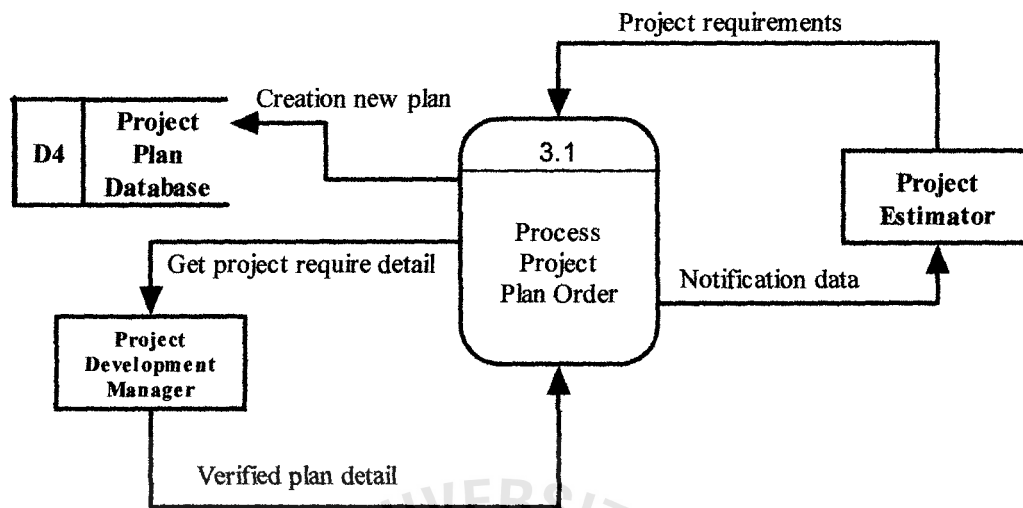 Project requirements
Creation new plan
D4
Project
Plan
Database
3.1
Process
Project
Plan Order
Project
Estimator
Get project require detail
Notification data
Project
Development
Manager
Verified plan detail